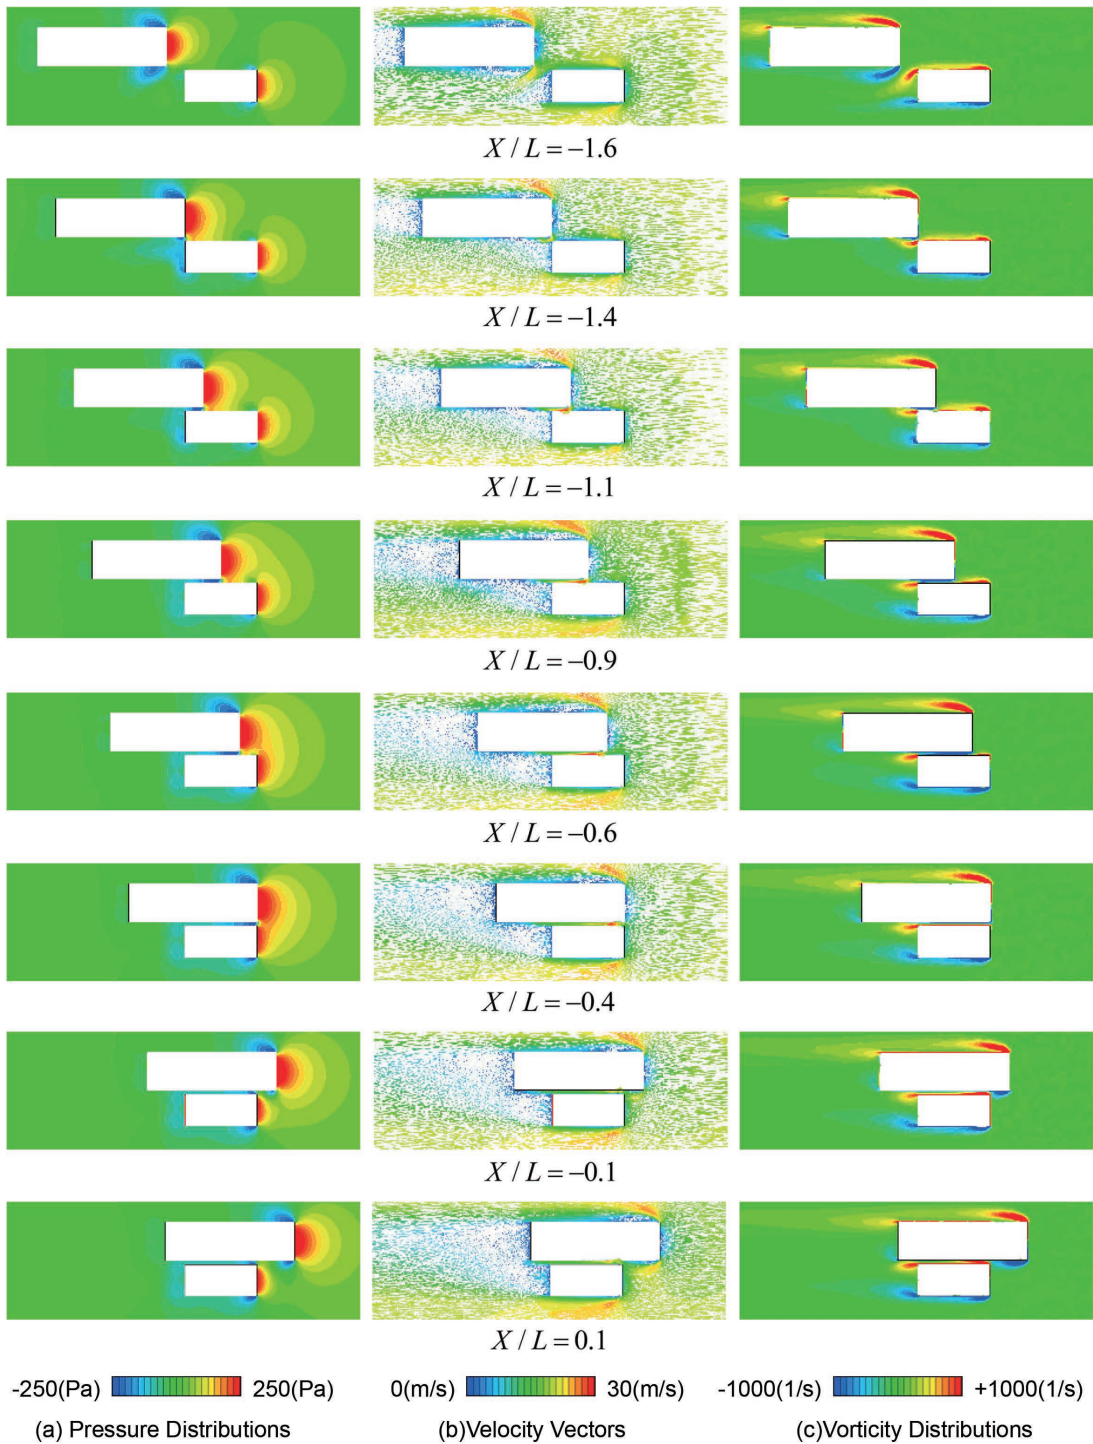 X / L = −1.6
X / L = −1.4
X / L = −1.1
X / L = −0.9
X / L = −0.6
X / L = −0.4
X / L = −0.1
X / L = 0.1
-250(Pa) 250(Pa) 0(m/s) 30(m/s) -1000(1/s) +1000(1/s)
(a) Pressure Distributions (b)Velocity Vectors (c)Vorticity Distributions